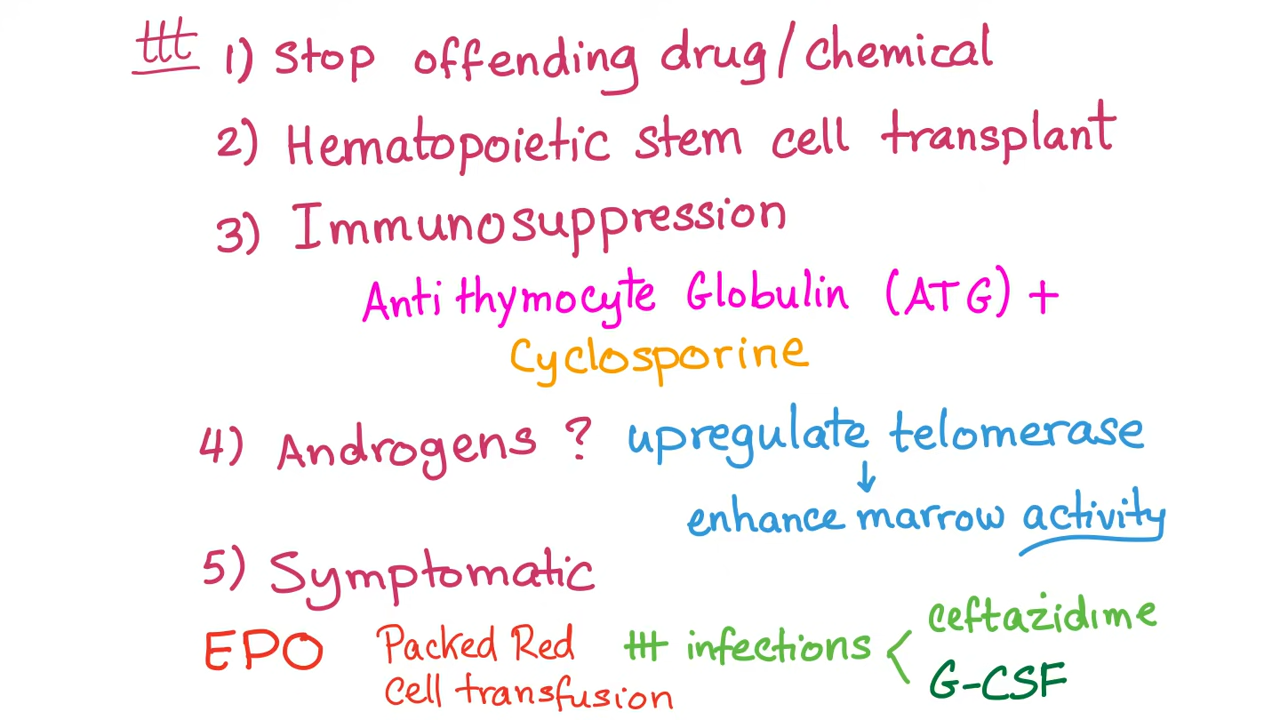 ttt 1) Stop offending drug/chemical
2) Hematopoietic stem cell transplant
3) Immunosuppression
Anti thymocyte Globulin (ATG) +
Cyclosporine
4) Androgens ? upregulate telomerase
↓
enhance marrow activity
5) Symptomatic
EPO
Packed Red
Cell transfusion
ttt infections <
ceftazidime
G-CSF